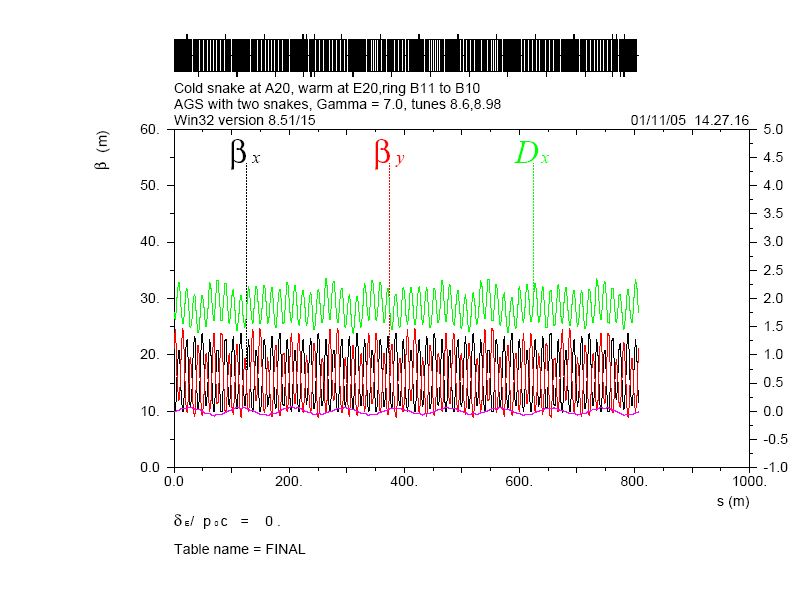 Cold snake at A20, warm at E20,ring B11 to B10
AGS with two snakes, Gamma = 7.0, tunes 8.6,8.98
Win32 version 8.51/15 01/11/05 14.27.16
β (m)
βx βy Dx
60.
50.
40.
30.
20.
10.
0.0
5.0
4.5
4.0
3.5
3.0
2.5
2.0
1.5
1.0
0.5
0.0
-0.5
-1.0
0.0 200. 400. 600. 800. 1000.
s (m)
δE/ p0c = 0.
Table name = FINAL